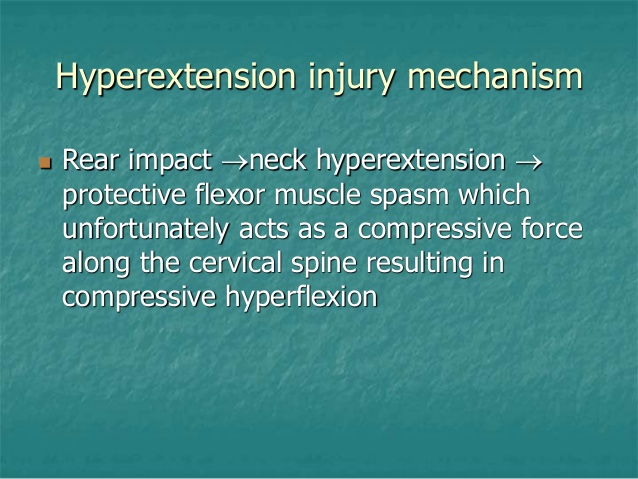 Hyperextension injury mechanism
Rear impact →neck hyperextension →
protective flexor muscle spasm which
unfortunately acts as a compressive force
along the cervical spine resulting in
compressive hyperflexion